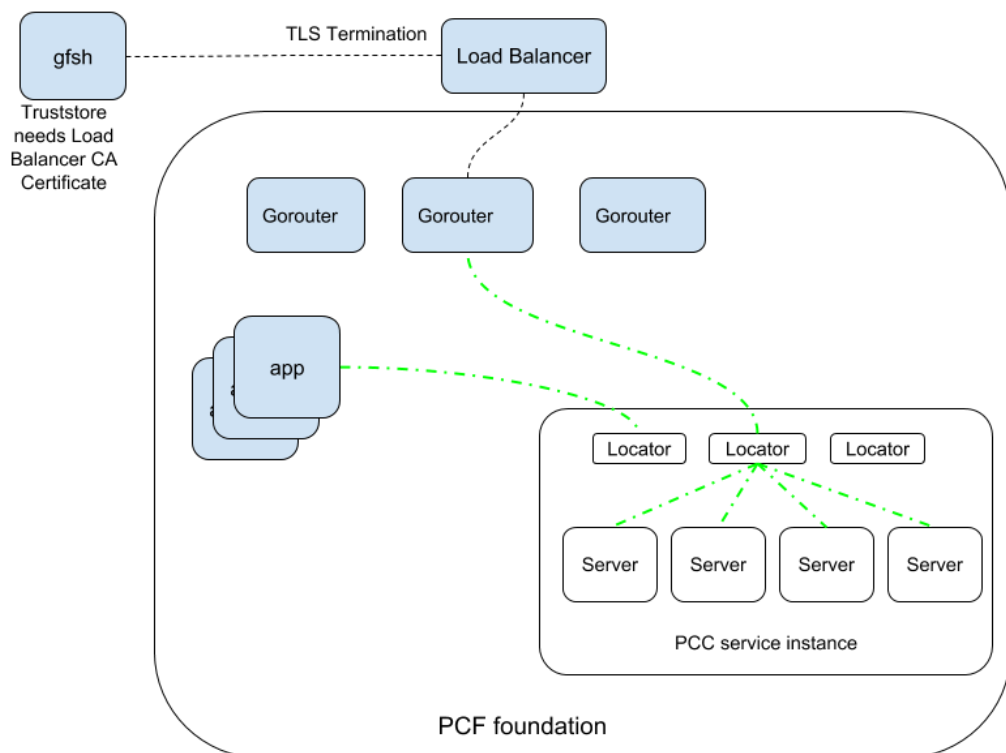 gfsh
TLS Termination
Load Balancer
Truststore
needs Load
Balancer CA
Certificate
Gorouter
Gorouter
Gorouter
app
a
a
Locator
Locator
Locator
Server
Server
Server
Server
PCC service instance
PCF foundation